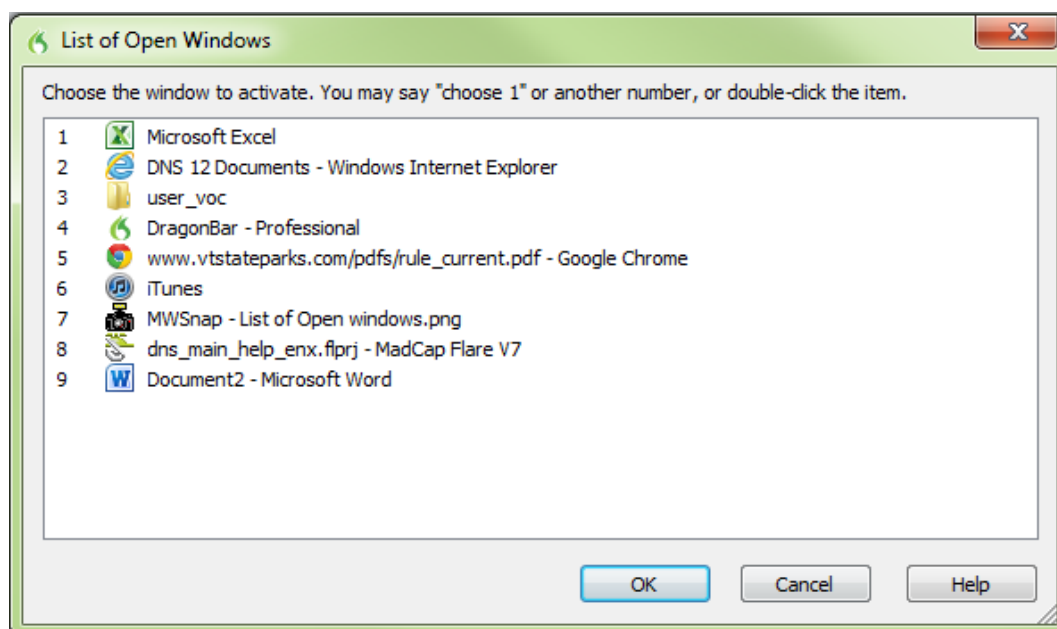 List of Open Windows
Choose the window to activate. You may say "choose 1" or another number, or double-click the item.
1 Microsoft Excel
2 DNS 12 Documents - Windows Internet Explorer
3 user_voc
4 DragonBar - Professional
5 www.vtstateparks.com/pdfs/rule_current.pdf - Google Chrome
6 iTunes
7 MWSnap - List of Open windows.png
8 dns_main_help_enx.flprj - MadCap Flare V7
9 Document2 - Microsoft Word
OK Cancel Help